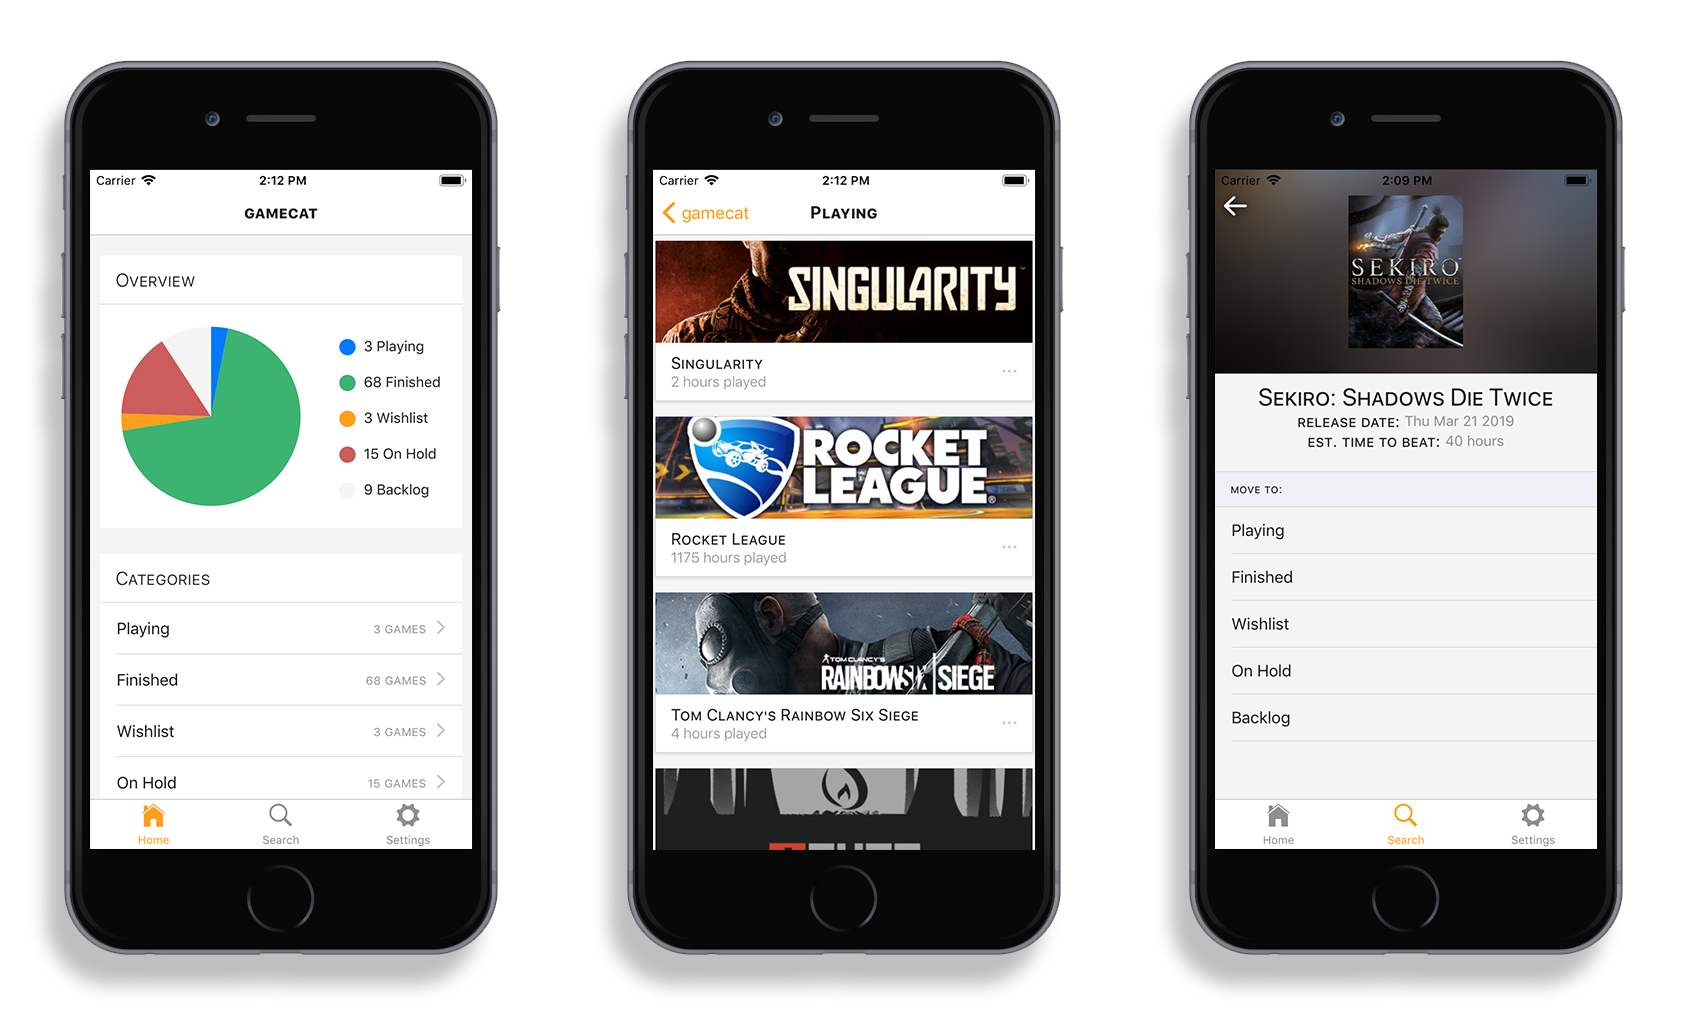 Carrier 2:12 PM
GAMECAT
OVERVIEW
3 Playing
68 Finished
3 Wishlist
15 On Hold
9 Backlog
CATEGORIES
Playing 3 GAMES
Finished 68 GAMES
Wishlist 3 GAMES
On Hold 15 GAMES
Home Search Settings
Carrier 2:12 PM
gamecat PLAYING
SINGULARITY
SINGULARITY
2 hours played
ROCKET
LEAGUE
ROCKET LEAGUE
1175 hours played
TOM CLANCY'S
RAINBOW SIX | SIEGE
TOM CLANCY'S RAINBOW SIX SIEGE
4 hours played
Carrier 2:09 PM
SEKIRO
SHADOWS DIE TWICE
SEKIRO: SHADOWS DIE TWICE
RELEASE DATE: Thu Mar 21 2019
EST. TIME TO BEAT: 40 hours
MOVE TO:
Playing
Finished
Wishlist
On Hold
Backlog
Home Search Settings